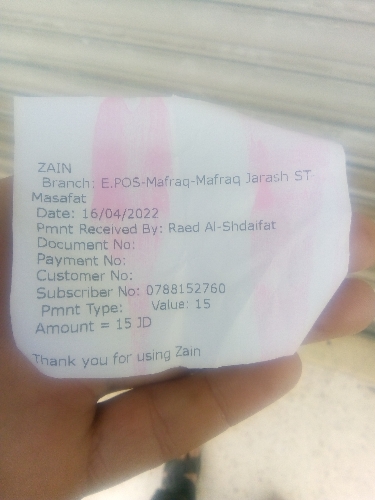 ZAIN
Branch: E.POS-Mafraq-Mafraq Jarash ST-
Masafat
Date: 16/04/2022
Pmnt Received By: Raed Al-Shdaifat
Document No:
Payment No:
Customer No:
Subscriber No: 0788152760
Pmnt Type: Value: 15
Amount = 15 JD
Thank you for using Zain